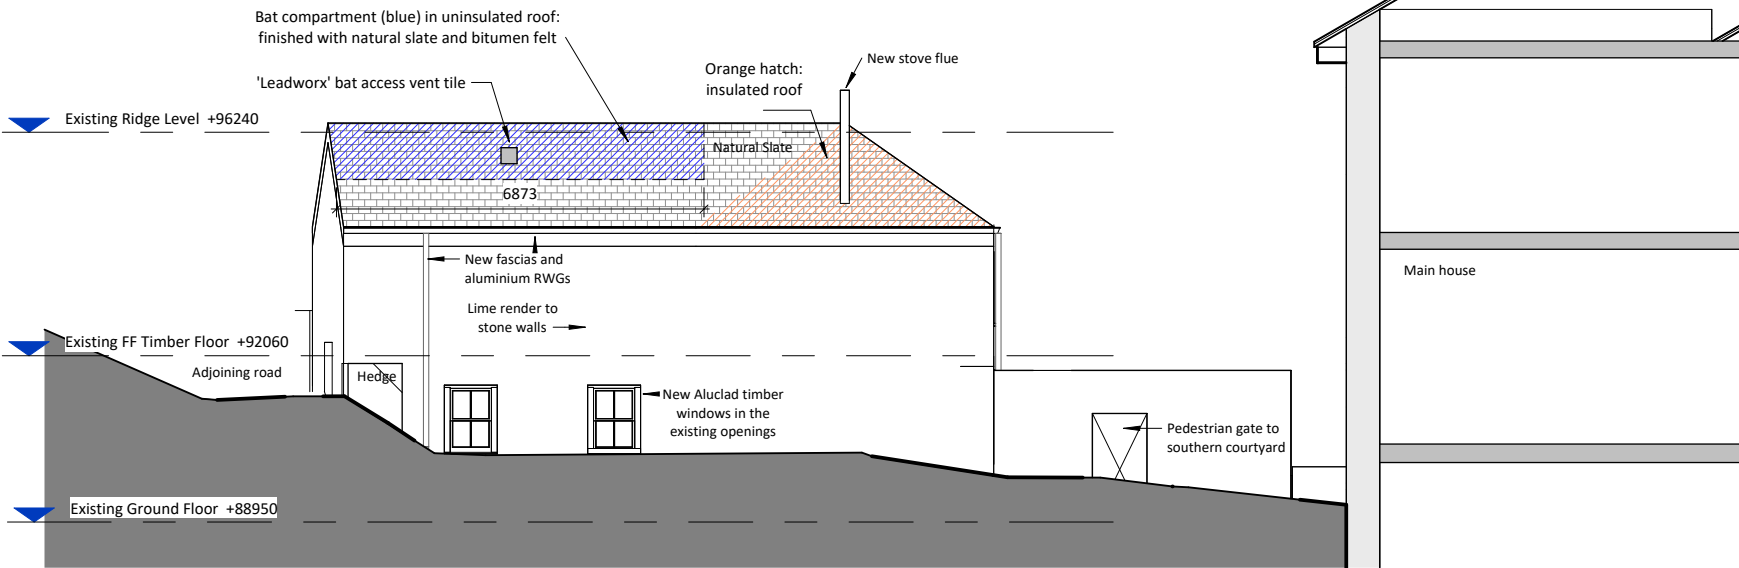 Bat compartment (blue) in uninsulated roof:
finished with natural slate and bitumen felt
'Leadworx' bat access vent tile
Orange hatch:
insulated roof
New stove flue
Existing Ridge Level +96240
Natural Slate
6873
New fascias and
aluminium RWGs
Main house
Lime render to
stone walls
Existing FF Timber Floor +92060
Adjoining road
Hedge
New Aluclad timber
windows in the
existing openings
Pedestrian gate to
southern courtyard
Existing Ground Floor +88950